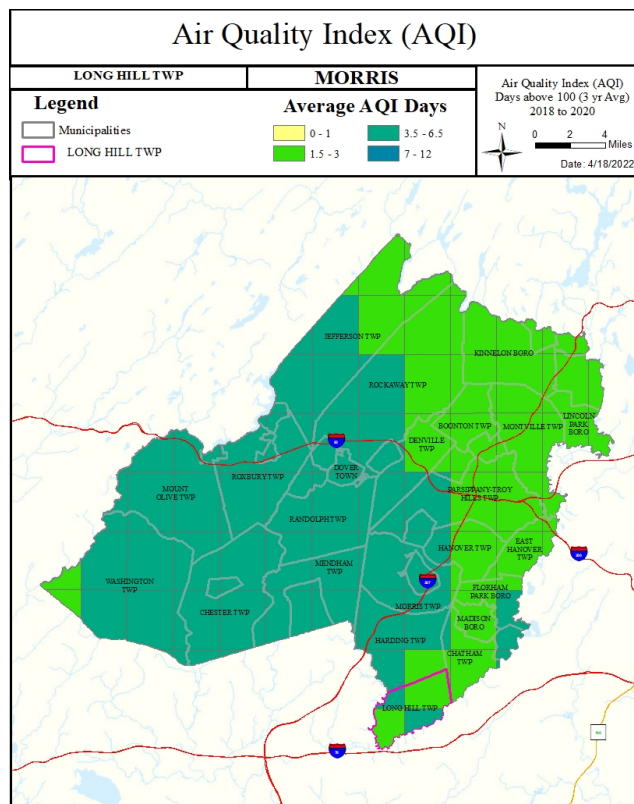 Air Quality Index (AQI)
LONG HILL TWP
MORRIS
Legend
Municipalities
LONG HILL TWP
Average AQI Days
0 - 1
1.5 - 3
3.5 - 6.5
7 - 12
Air Quality Index (AQI)
Days above 100 (3 yr Avg)
2018 to 2020
N
0 2 4
Miles
Date: 4/18/2022
JEFFERSON TWP
KINNELON BORO
ROCKAWAY TWP
LINCOLN
PARK
BORO
BOONTON TWP
MONTVILLE TWP
DENVILLE
TWP
80
DOVER
TOWN
ROXBURY TWP
MOUNT
OLIVE TWP
PARSIPPANY-TROY
HILLS TWP
RANDOLPH TWP
HANOVER TWP
EAST
HANOVER
TWP
280
MENDHAM
TWP
WASHINGTON
TWP
287
FLORHAM
PARK BORO
CHESTER TWP
MORRIS TWP
MADISON
BORO
HARDING TWP
CHATHAM
TWP
LONG HILL TWP
78